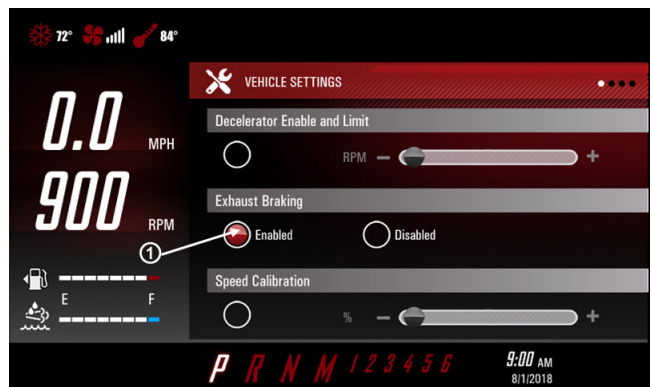 72° 84°
VEHICLE SETTINGS
0.0 MPH
Decelerator Enable and Limit
RPM − +
900 RPM
Exhaust Braking
1
Enabled Disabled
E F
Speed Calibration
% − +
P R N M 1 2 3 4 5 6
9:00 AM
8/1/2018